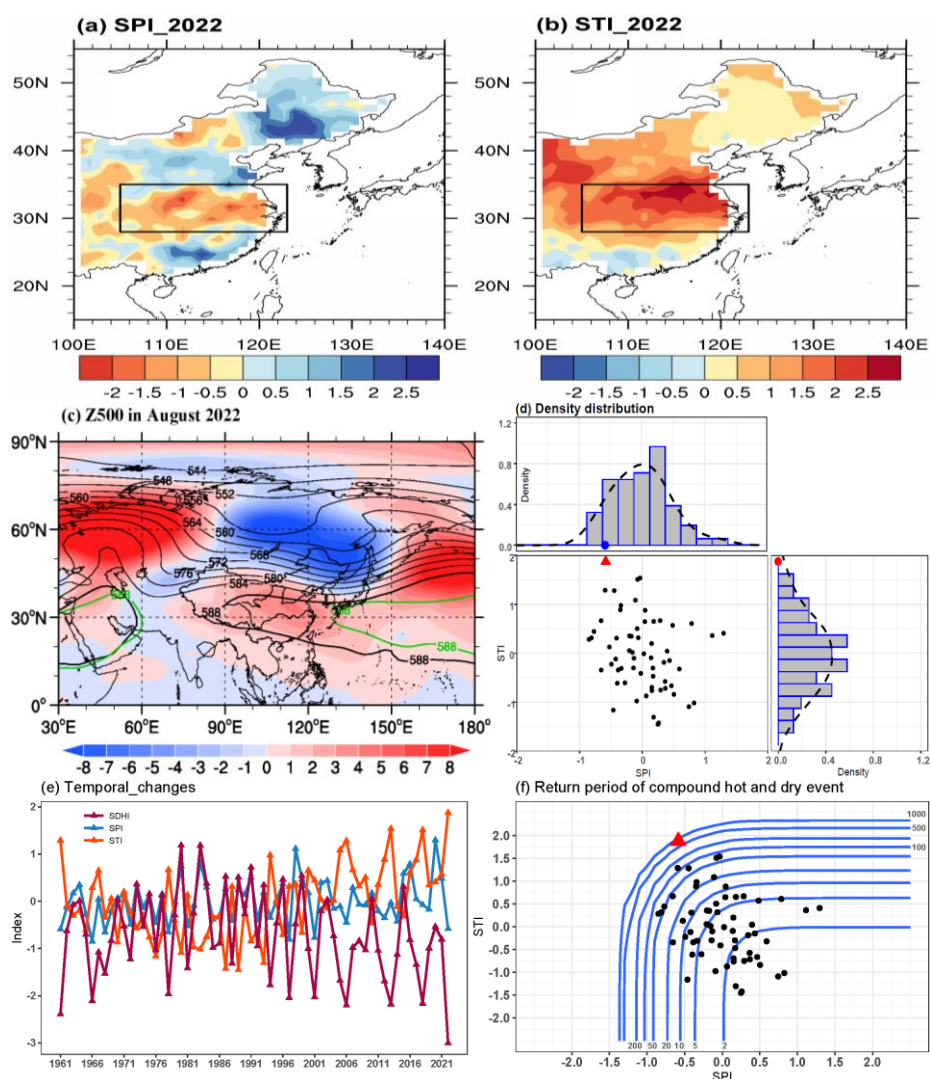 (a) SPI_2022
50N
40N
30N
20N
100E 110E 120E 130E 140E
-2 -1.5 -1 -0.5 0 0.5 1 1.5 2 2.5
(b) STI_2022
50N
40N
30N
20N
100E 110E 120E 130E 140E
-2 -1.5 -1 -0.5 0 0.5 1 1.5 2 2.5
(c) Z500 in August 2022
90°N
60°N
30°N
0°
30°E 60°E 90°E 120°E 150°E 180°
544
548
552
560
556
564
560
568
572
576
580
584
588
588
588
588
588
-8 -7 -6 -5 -4 -3 -2 -1 0 1 2 3 4 5 6 7 8
(d) Density distribution
Density
1.2
0.8
0.4
0.0
STI
2
1
0
-1
-2
-2 -1 0 1 2
SPI
0.0 0.4 0.8 1.2
Density
(e) Temporal_changes
SDHI
SPI
STI
Index
2
1
0
-1
-2
-3
1961 1966 1971 1976 1981 1986 1991 1996 2001 2006 2011 2016 2021
(f) Return period of compound hot and dry event
STI
2.0
1.5
1.0
0.5
0.0
-0.5
-1.0
-1.5
-2.0
1000
500
100
200 50 20 10 5 2
-2.0 -1.5 -1.0 -0.5 0.0 0.5 1.0 1.5 2.0
SPI